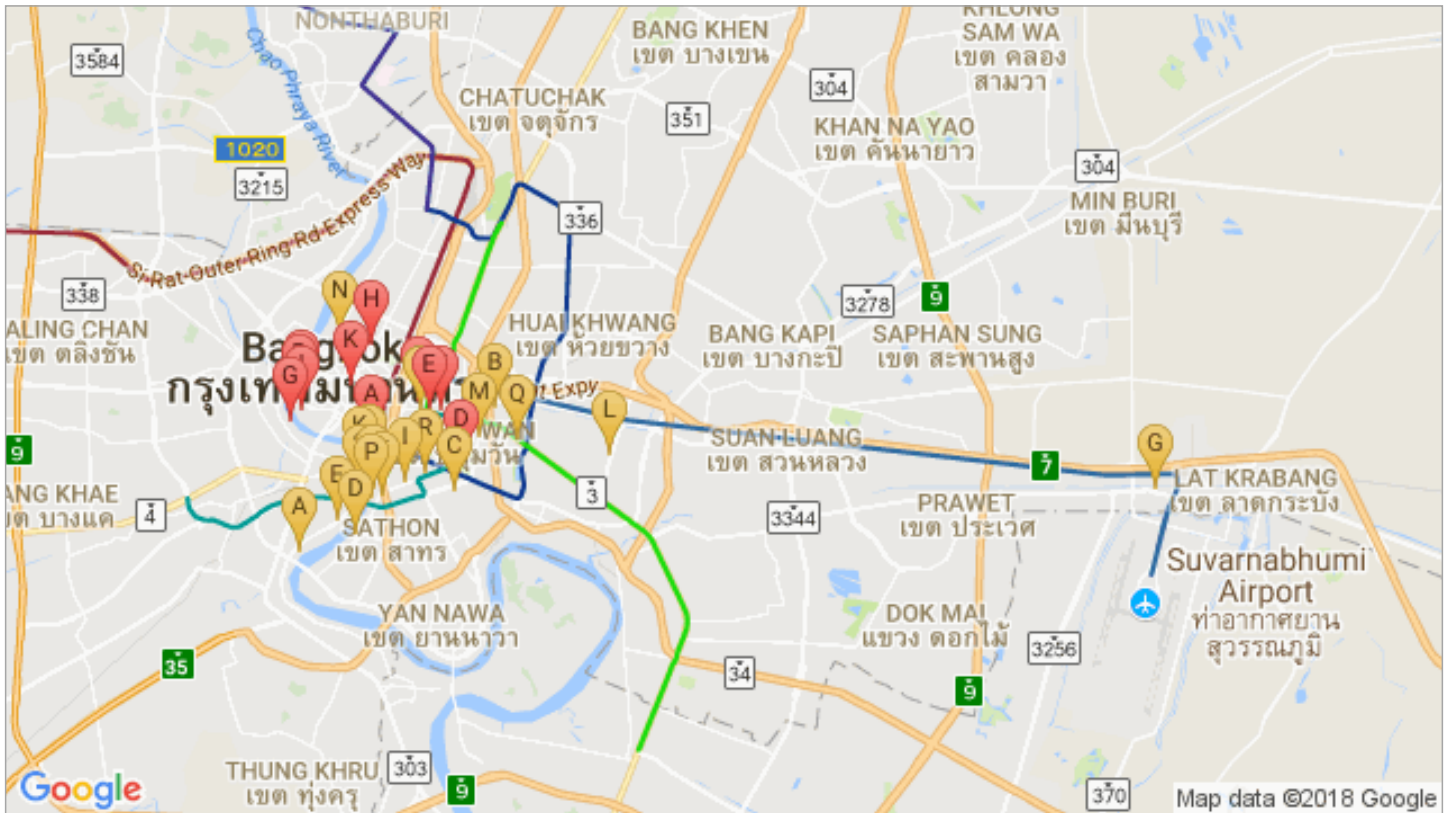 NONTHABURI
3584
Chao Phraya River
BANG KHEN
เขต บางเขน
KHLONG
SAM WA
เขต คลอง
สามวา
304
CHATUCHAK
เขต จตุจักร
351
KHAN NA YAO
เขต คันนายาว
1020
3215
304
MIN BURI
เขต มีนบุรี
336
Si Rat-Outer Ring Rd Express Way
338
N
H
3278
9
ALING CHAN
เขต ตลิ่งชัน
HUAI KHWANG
เขต ห้วยขวาง
BANG KAPI
เขต บางกะปิ
SAPHAN SUNG
เขต สะพานสูง
K
E
B
G
A
M
Q
Expy
L
D
R
I
C
P
9
SUAN LUANG
เขต สวนหลวง
7
G
LAT KRABANG
เขต ลาดกระบัง
ANG KHAE
เขต บางแค
4
E
D
A
3
3344
PRAWET
เขต ประเวศ
SATHON
เขต สาทร
Suvarnabhumi
Airport
ท่าอากาศยาน
สุวรรณภูมิ
YAN NAWA
เขต ยานนาวา
DOK MAI
แขวง ดอกไม้
3256
35
34
9
THUNG KHRU
เขต ทุ่งครุ
303
9
370
Google
Map data ©2018 Google